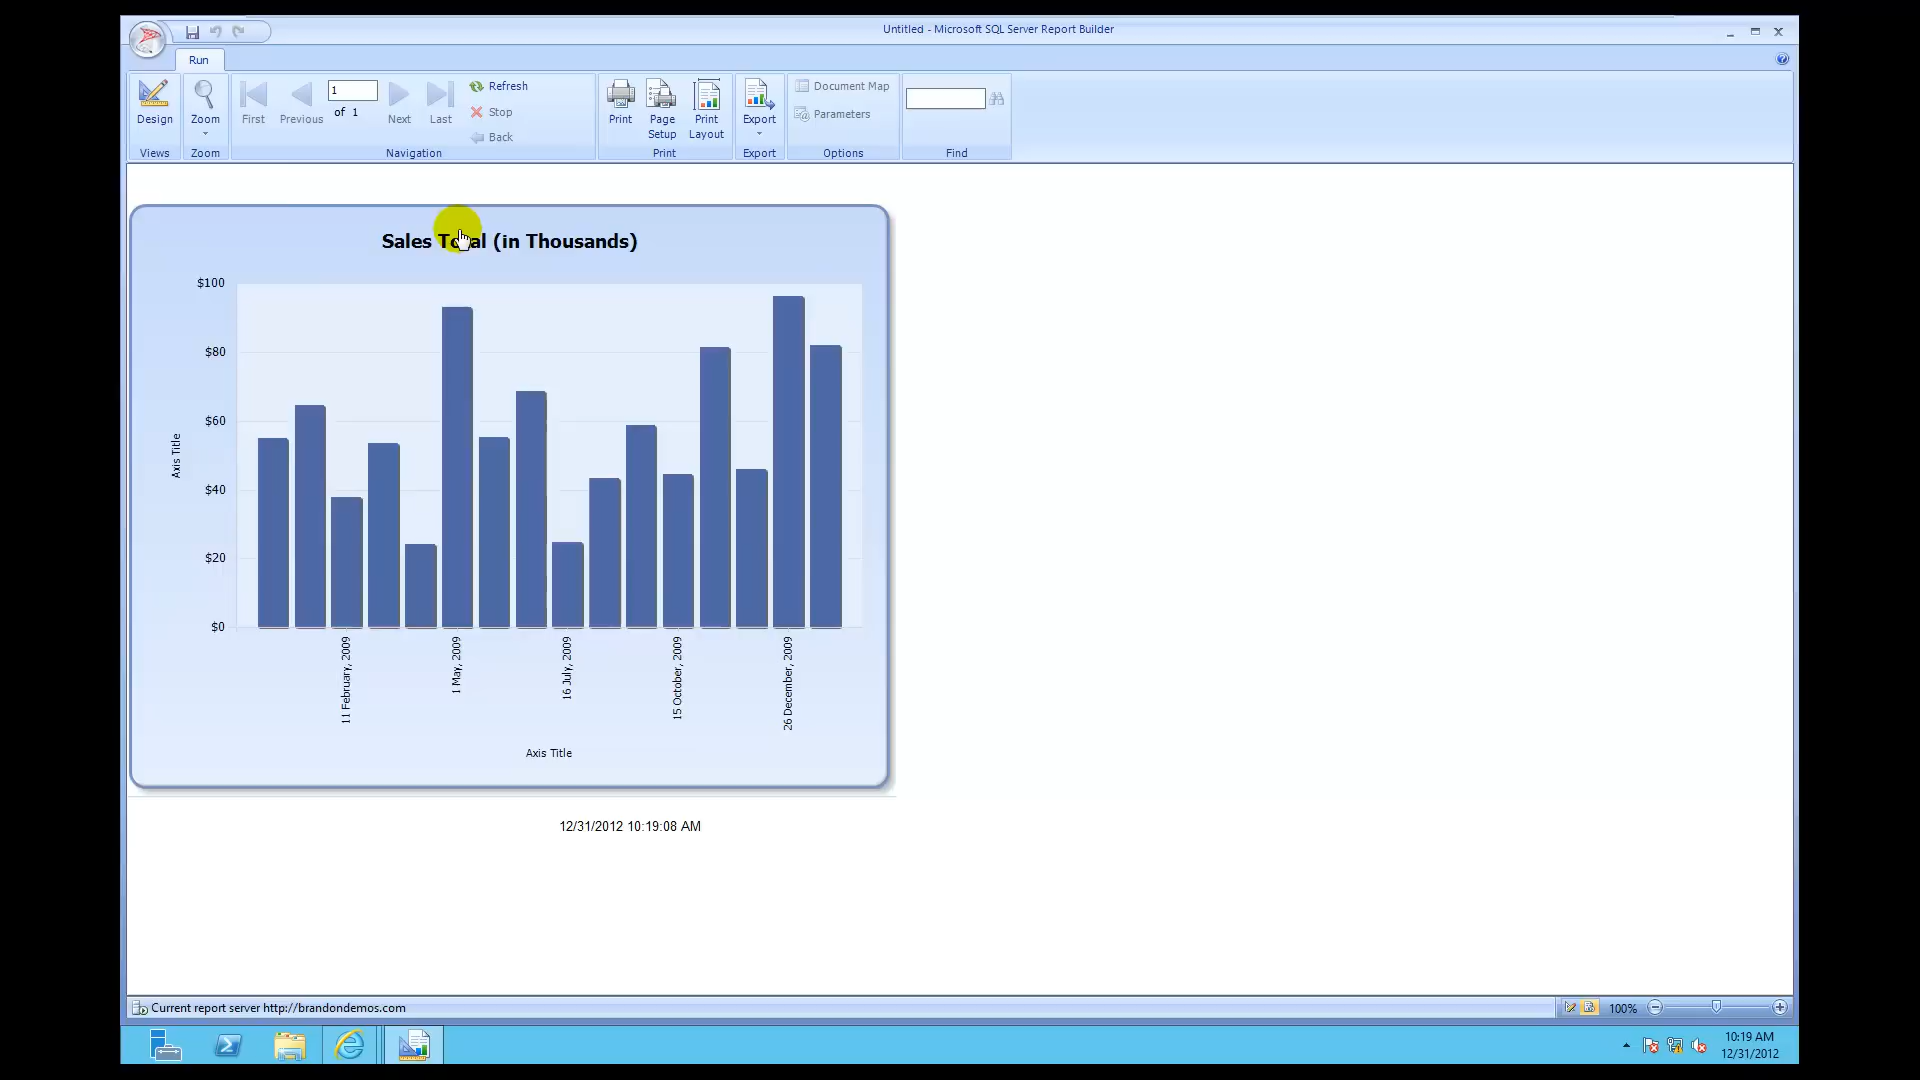 Untitled - Microsoft SQL Server Report Builder
Run
Design
Zoom
First
Previous
1
of 1
Next
Last
Refresh
Stop
Back
Print
Page Setup
Print Layout
Export
Document Map
Parameters
Views
Zoom
Navigation
Print
Export
Options
Find
Sales Total (in Thousands)
$100
$80
$60
$40
$20
$0
Axis Title
11 February, 2009
1 May, 2009
16 July, 2009
15 October, 2009
26 December, 2009
Axis Title
12/31/2012 10:19:08 AM
Current report server http://brandondemos.com
100%
10:19 AM
12/31/2012